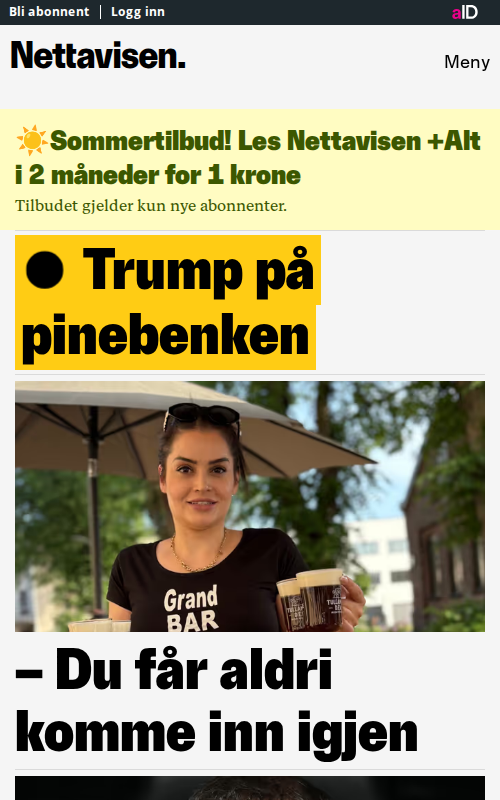 Bli abonnent
Logg inn
aID
Nettavisen.
Meny
☀️Sommertilbud! Les Nettavisen +Alt
i 2 måneder for 1 krone
Tilbudet gjelder kun nye abonnenter.
● Trump på
pinebenken
Grand
BAR
– Du får aldri
komme inn igjen